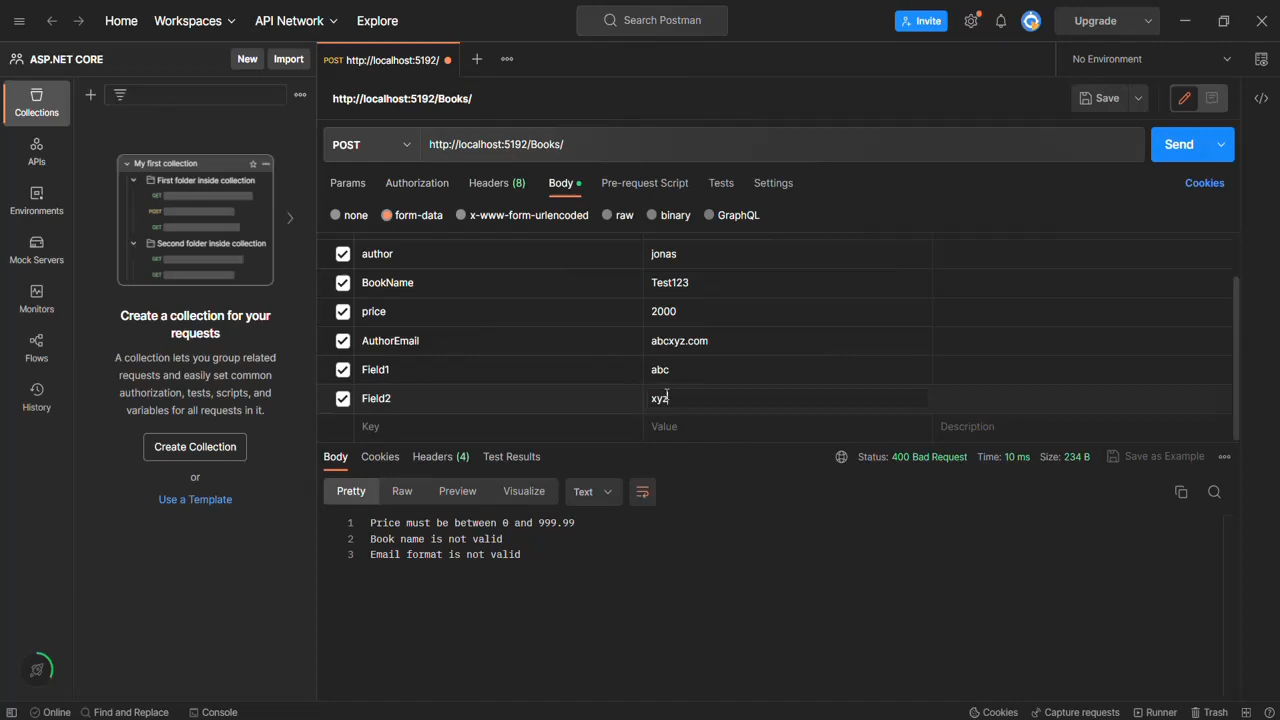 Home Workspaces API Network Explore Search Postman Invite Upgrade
ASP.NET CORE New Import POST http://localhost:5192/ No Environment
http://localhost:5192/Books/ Save
POST http://localhost:5192/Books/ Send
Params Authorization Headers (8) Body Pre-request Script Tests Settings Cookies
none form-data x-www-form-urlencoded raw binary GraphQL
author jonas
BookName Test123
price 2000
AuthorEmail abcxyz.com
Field1 abc
Field2 xyz
Key Value Description
Collections
APIs
Environments
Mock Servers
Monitors
Flows
History
My first collection
First folder inside collection
GET
POST
GET
Second folder inside collection
GET
GET
Create a collection for your
requests
A collection lets you group related
requests and easily set common
authorization, tests, scripts, and
variables for all requests in it.
Create Collection
or
Use a Template
Body Cookies Headers (4) Test Results Status: 400 Bad Request Time: 10 ms Size: 234 B Save as Example
Pretty Raw Preview Visualize Text
1 Price must be between 0 and 999.99
2 Book name is not valid
3 Email format is not valid
Online Find and Replace Console Cookies Capture requests Runner Trash